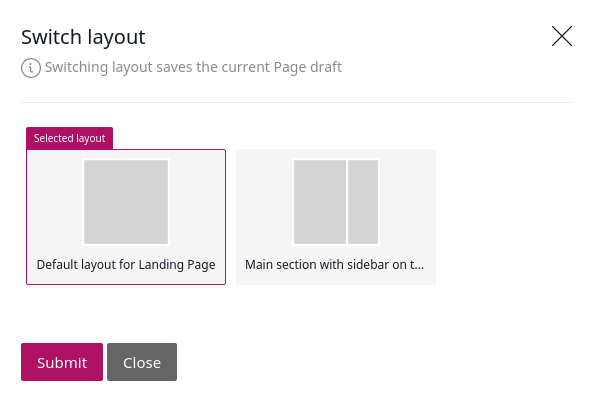 Switch layout
Switching layout saves the current Page draft
Selected layout
Default layout for Landing Page
Main section with sidebar on t...
Submit
Close